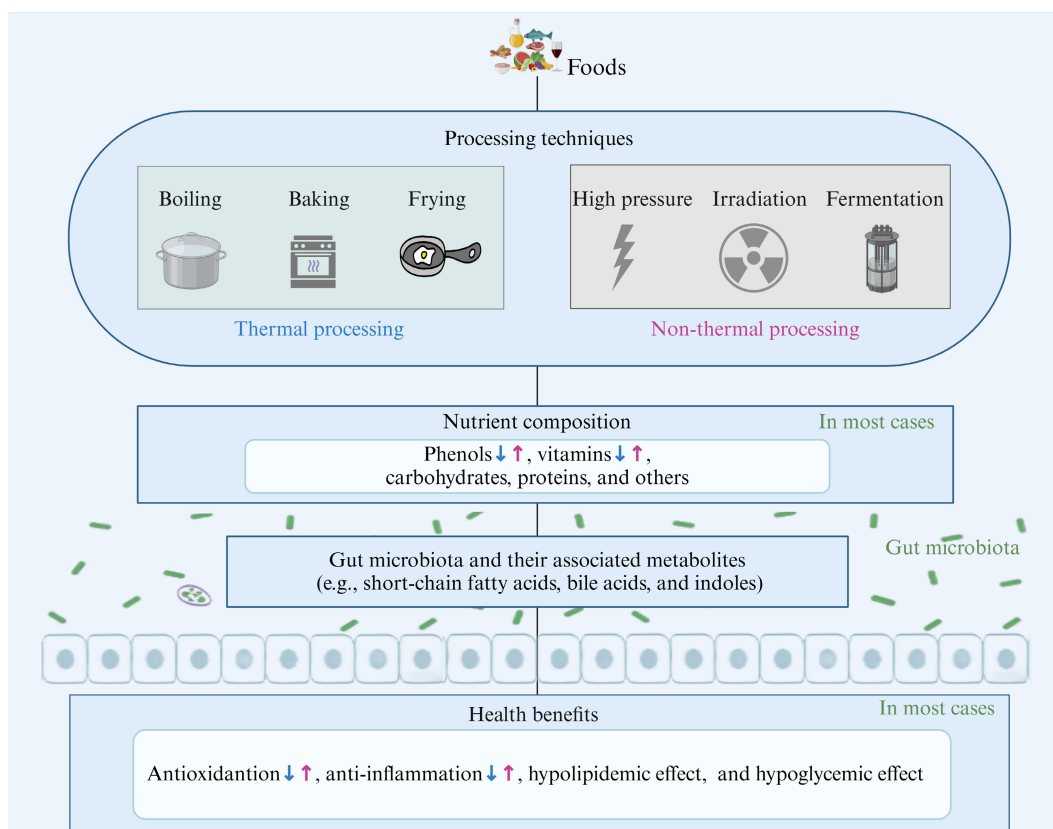 Foods
Processing techniques
Boiling Baking Frying
High pressure Irradiation Fermentation
Thermal processing
Non-thermal processing
Nutrient composition
In most cases
Phenols↓↑, vitamins↓↑,
carbohydrates, proteins, and others
Gut microbiota
Gut microbiota and their associated metabolites
(e.g., short-chain fatty acids, bile acids, and indoles)
Health benefits
In most cases
Antioxidantion↓↑, anti-inflammation↓↑, hypolipidemic effect, and hypoglycemic effect